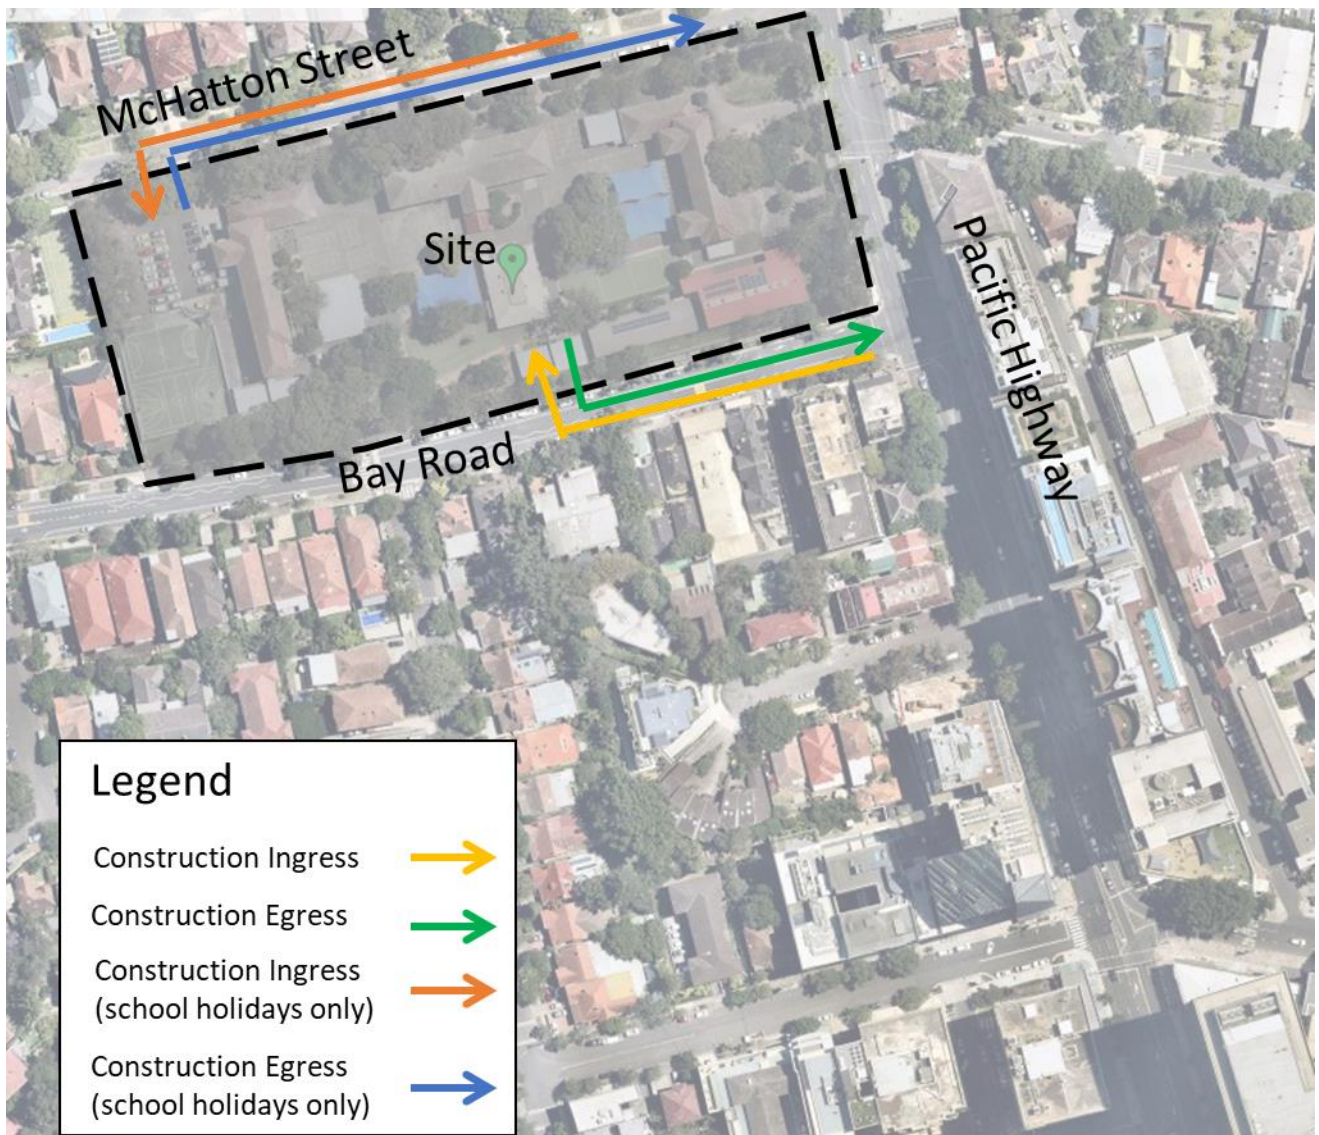 McHatton Street
Site
Pacific Highway
Bay Road
Legend
Construction Ingress
Construction Egress
Construction Ingress
(school holidays only)
Construction Egress
(school holidays only)